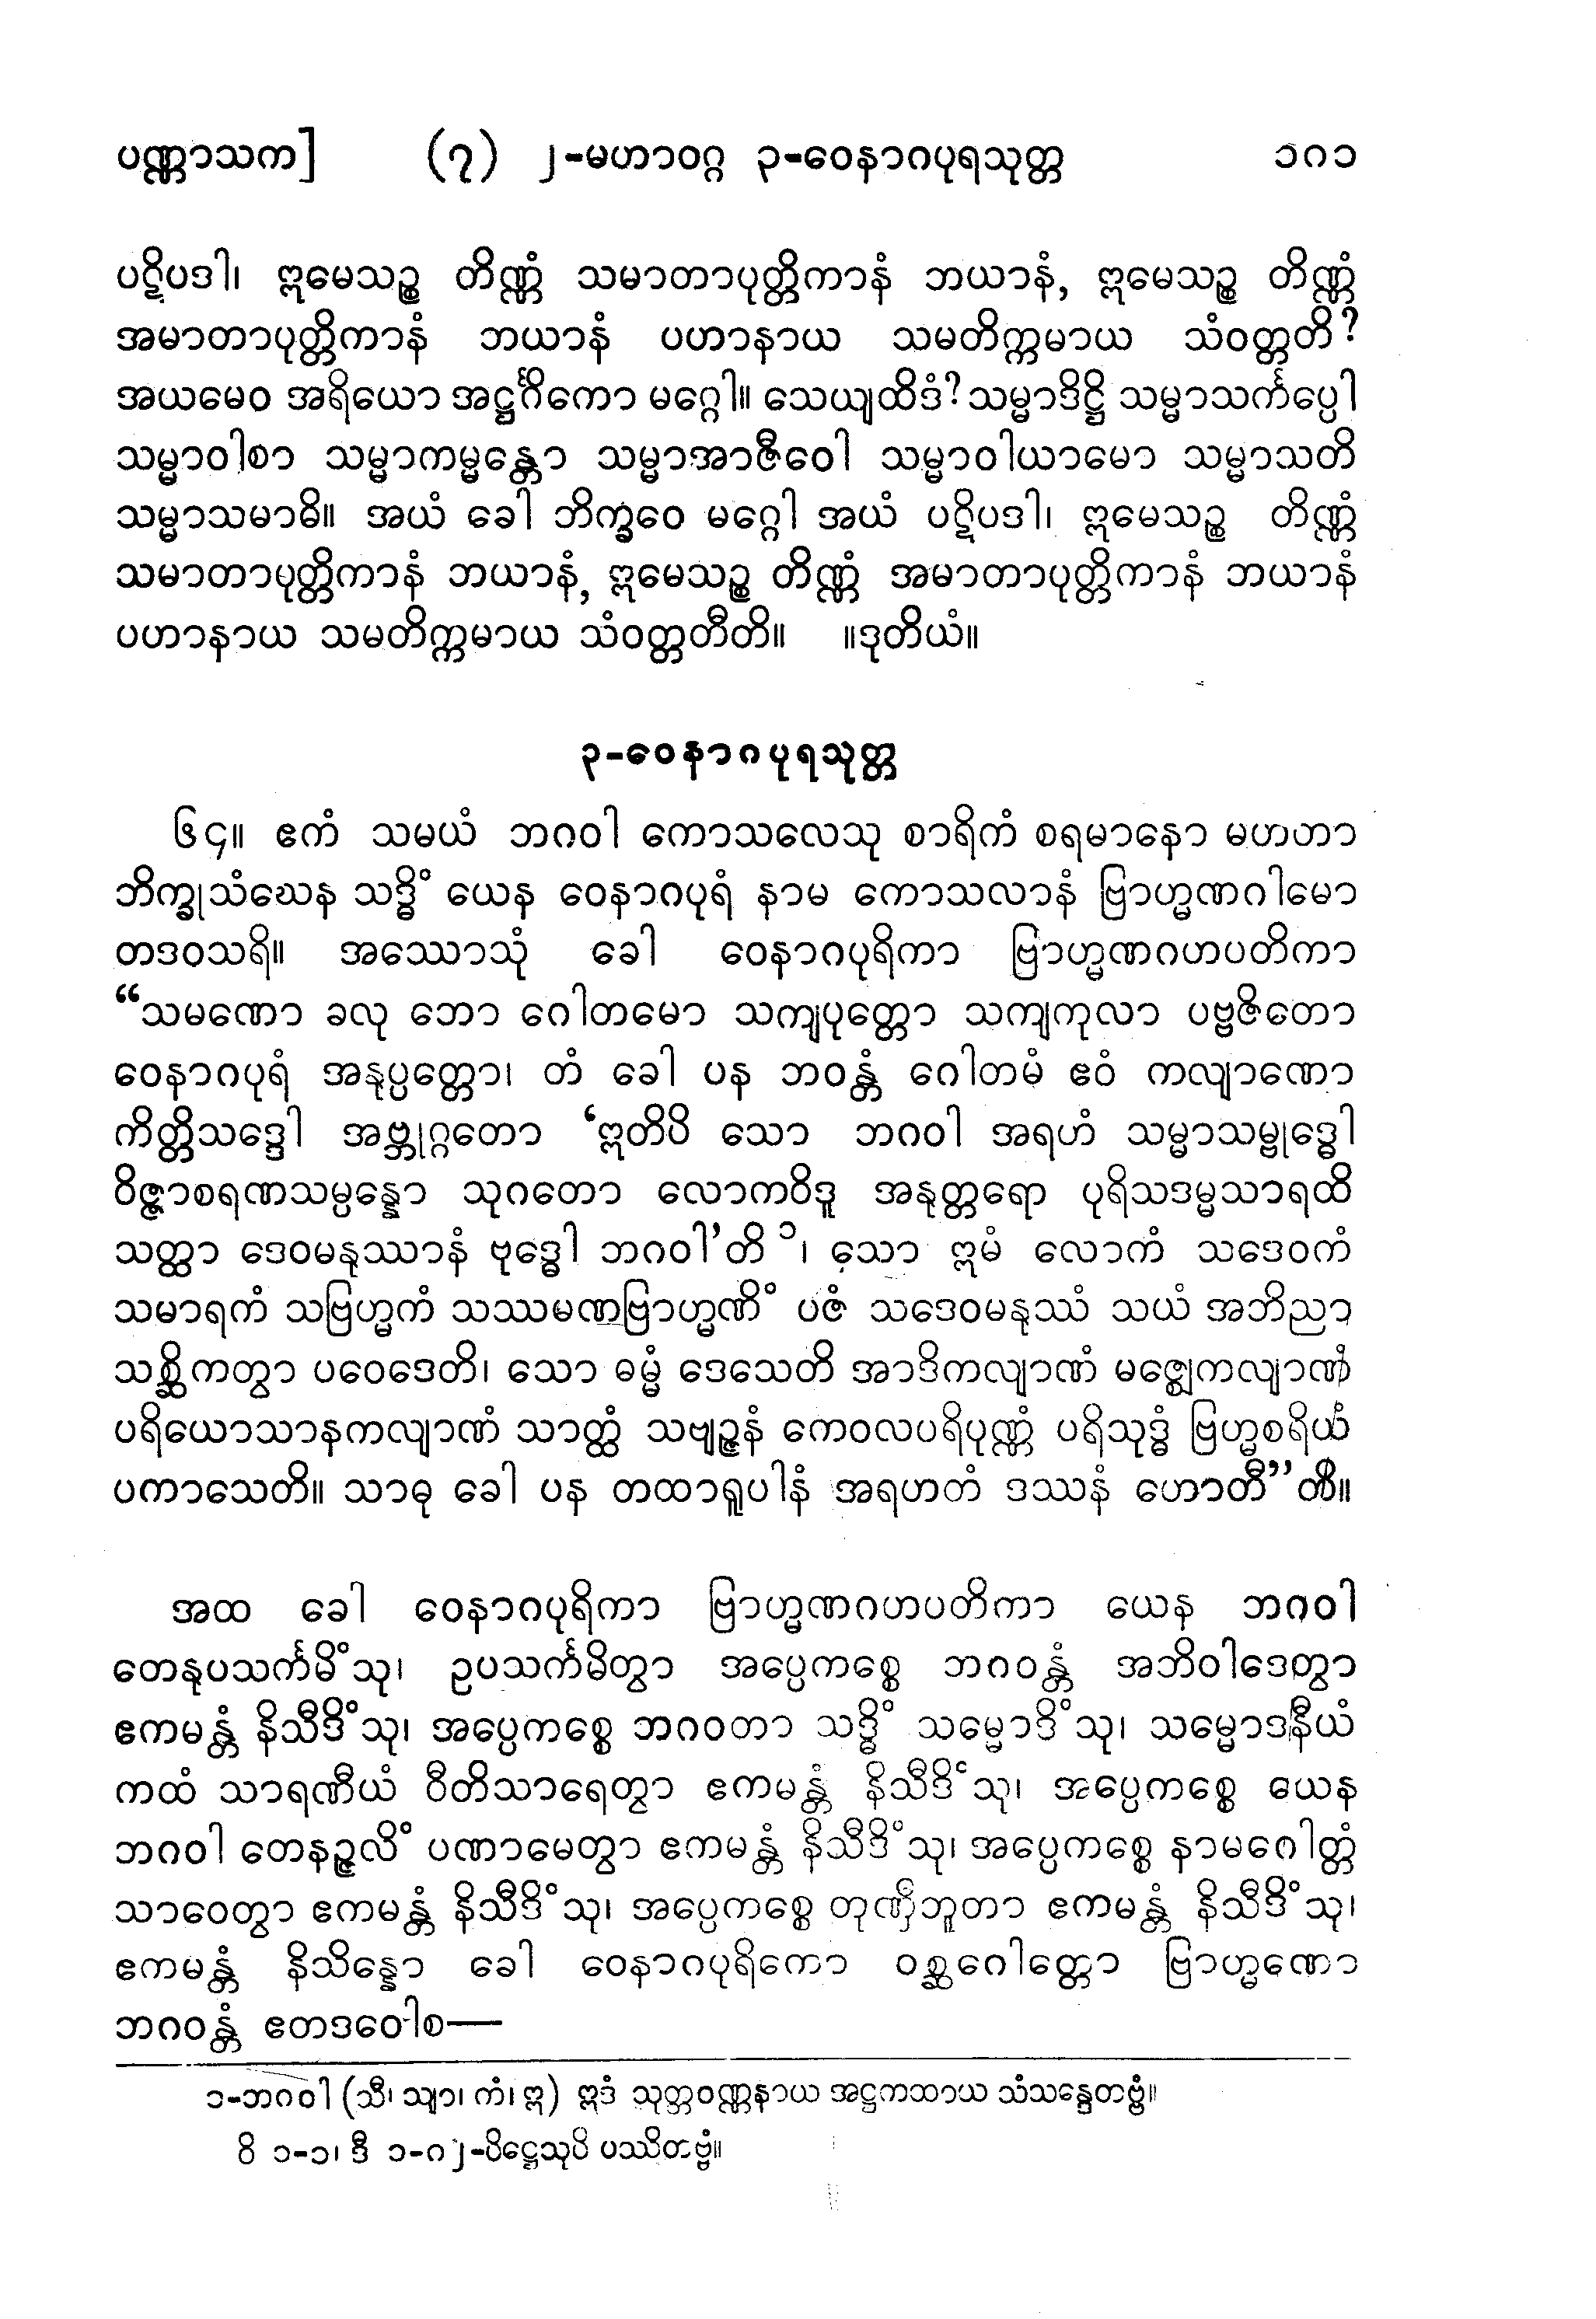 ပဏ္ဏာသက] (၇) ၂-မဟာဝဂ္ဂ ၃-ဝေနာဂပုရသုတ္တ ၁၈၁
ပဋိပဒါ၊ ဣမေသဉ္စ တိဏ္ဏံ သမာတာပုတ္တိကာနံ ဘယာနံ, ဣမေသဉ္စ တိဏ္ဏံ
အမာတာပုတ္တိကာနံ ဘယာနံ ပဟာနာယ သမတိက္ကမာယ သံဝတ္တတိ?
အယမေဝ အရိယော အဋ္ဌင်္ဂိကော မဂ္ဂေါ။ သေယျထိဒံ? သမ္မာဒိဋ္ဌိ သမ္မာသင်္ကပ္ပေါ
သမ္မာဝါစာ သမ္မာကမ္မန္တော သမ္မာအာဇီဝေါ သမ္မာဝါယာမော သမ္မာသတိ
သမ္မာသမာဓိ။ အယံ ခေါ ဘိက္ခဝေ မဂ္ဂေါ အယံ ပဋိပဒါ၊ ဣမေသဉ္စ တိဏ္ဏံ
သမာတာပုတ္တိကာနံ ဘယာနံ, ဣမေသဉ္စ တိဏ္ဏံ အမာတာပုတ္တိကာနံ ဘယာနံ
ပဟာနာယ သမတိက္ကမာယ သံဝတ္တတီတိ။ ။ဒုတိယံ။
၃-ဝေနာဂပုရသုတ္တ
၆၄။ ဧကံ သမယံ ဘဂဝါ ကောသလေသု စာရိကံ စရမာနော မဟတာ
ဘိက္ခုသံဃေန သဒ္ဓိံ ယေန ဝေနာဂပုရံ နာမ ကောသလာနံ ဗြာဟ္မဏဂါမော
တဒဝသရိ။ အဿောသုံ ခေါ ဝေနာဂပုရိကာ ဗြာဟ္မဏဂဟပတိကာ
“သမဏော ခလု ဘော ဂေါတမော သကျပုတ္တော သကျကုလာ ပဗ္ဗဇိတော
ဝေနာဂပုရံ အနုပ္ပတ္တော၊ တံ ခေါ ပန ဘဝန္တံ ဂေါတမံ ဧဝံ ကလျာဏော
ကိတ္တိသဒ္ဒေါ အဗ္ဘုဂ္ဂတော ‘ဣတိပိ သော ဘဂဝါ အရဟံ သမ္မာသမ္ဗုဒ္ဓေါ
ဝိဇ္ဇာစရဏသမ္ပန္နော သုဂတော လောကဝိဒူ အနုတ္တရော ပုရိသဒမ္မသာရထိ
သတ္ထာ ဒေဝမနုဿာနံ ဗုဒ္ဓေါ ဘဂဝါ’တိ ၁၊ သော ဣမံ လောကံ သဒေဝကံ
သမာရကံ သဗြဟ္မကံ သဿမဏဗြာဟ္မဏိံ ပဇံ သဒေဝမနုဿံ သယံ အဘိညာ
သစ္ဆိကတွာ ပဝေဒေတိ၊ သော ဓမ္မံ ဒေသေတိ အာဒိကလျာဏံ မဇ္ဈေကလျာဏံ
ပရိယောသာနကလျာဏံ သာတ္ထံ သဗျဉ္ဇနံ ကေဝလပရိပုဏ္ဏံ ပရိသုဒ္ဓံ ဗြဟ္မစရိယံ
ပကာသေတိ။ သာဓု ခေါ ပန တထာရူပါနံ အရဟတံ ဒဿနံ ဟောတီ”တိ။
အထ ခေါ ဝေနာဂပုရိကာ ဗြာဟ္မဏဂဟပတိကာ ယေန ဘဂဝါ
တေနုပသင်္ကမိံသု၊ ဥပသင်္ကမိတွာ အပ္ပေကစ္စေ ဘဂဝန္တံ အဘိဝါဒေတွာ
ဧကမန္တံ နိသီဒိံသု၊ အပ္ပေကစ္စေ ဘဂဝတာ သဒ္ဓိံ သမ္မောဒိံသု၊ သမ္မောဒနီယံ
ကထံ သာရဏီယံ ဝီတိသာရေတွာ ဧကမန္တံ နိသီဒိံသု၊ အပ္ပေကစ္စေ ယေန
ဘဂဝါ တေနဉ္ဇလိံ ပဏာမေတွာ ဧကမန္တံ နိသီဒိံသု၊ အပ္ပေကစ္စေ နာမဂေါတ္တံ
သာဝေတွာ ဧကမန္တံ နိသီဒိံသု၊ အပ္ပေကစ္စေ တုဏှီဘူတာ ဧကမန္တံ နိသီဒိံသု၊
ဧကမန္တံ နိသိန္နော ခေါ ဝေနာဂပုရိကော ဝစ္ဆဂေါတ္တော ဗြာဟ္မဏော
ဘဂဝန္တံ ဧတဒဝေါစ—
၁-ဘဂဝါ (သီ၊ သျာ၊ ကံ၊ ဣ) ဣဒံ သုတ္တဝဏ္ဏနာယ အဋ္ဌကထာယ သံသန္ဒေတဗ္ဗံ။
ဝိ ၁-၁၊ ဒီ ၁-၈၂-ပိဋ္ဌေသုပိ ပဿိတဗ္ဗံ။